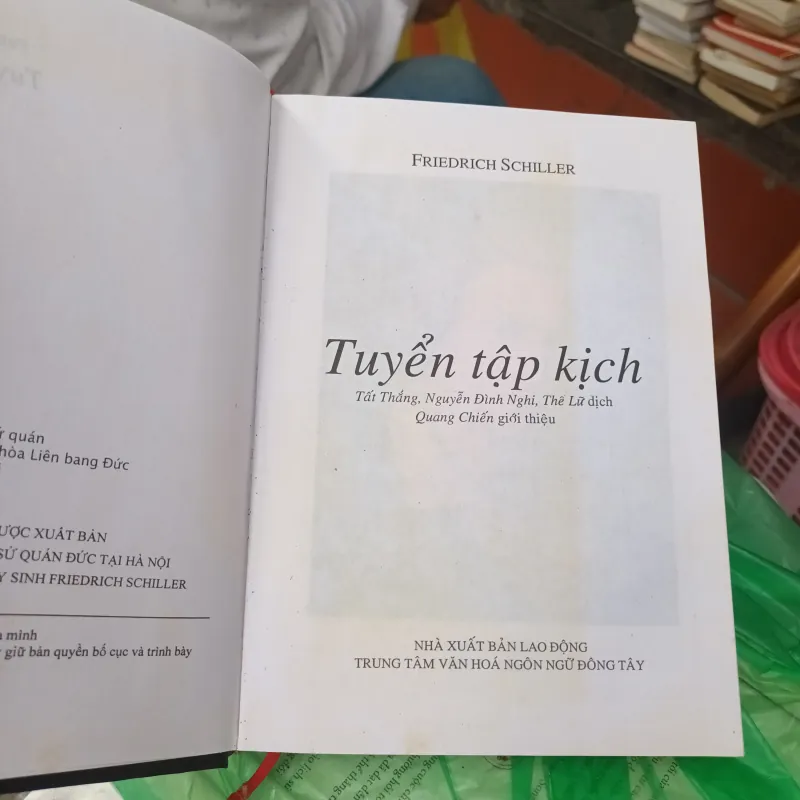 quán
hòa Liên bang Đức
XUẤT BẢN
SỨ QUÁN ĐỨC TẠI HÀ NỘI
SINH FRIEDRICH SCHILLER
mình
giữ bản quyền bố cục và trình bày
FRIEDRICH SCHILLER
Tuyển tập kịch
Tất Thắng, Nguyễn Đình Nghi, Thế Lữ dịch
Quang Chiến giới thiệu
NHÀ XUẤT BẢN LAO ĐỘNG
TRUNG TÂM VĂN HOÁ NGÔN NGỮ ĐÔNG TÂY